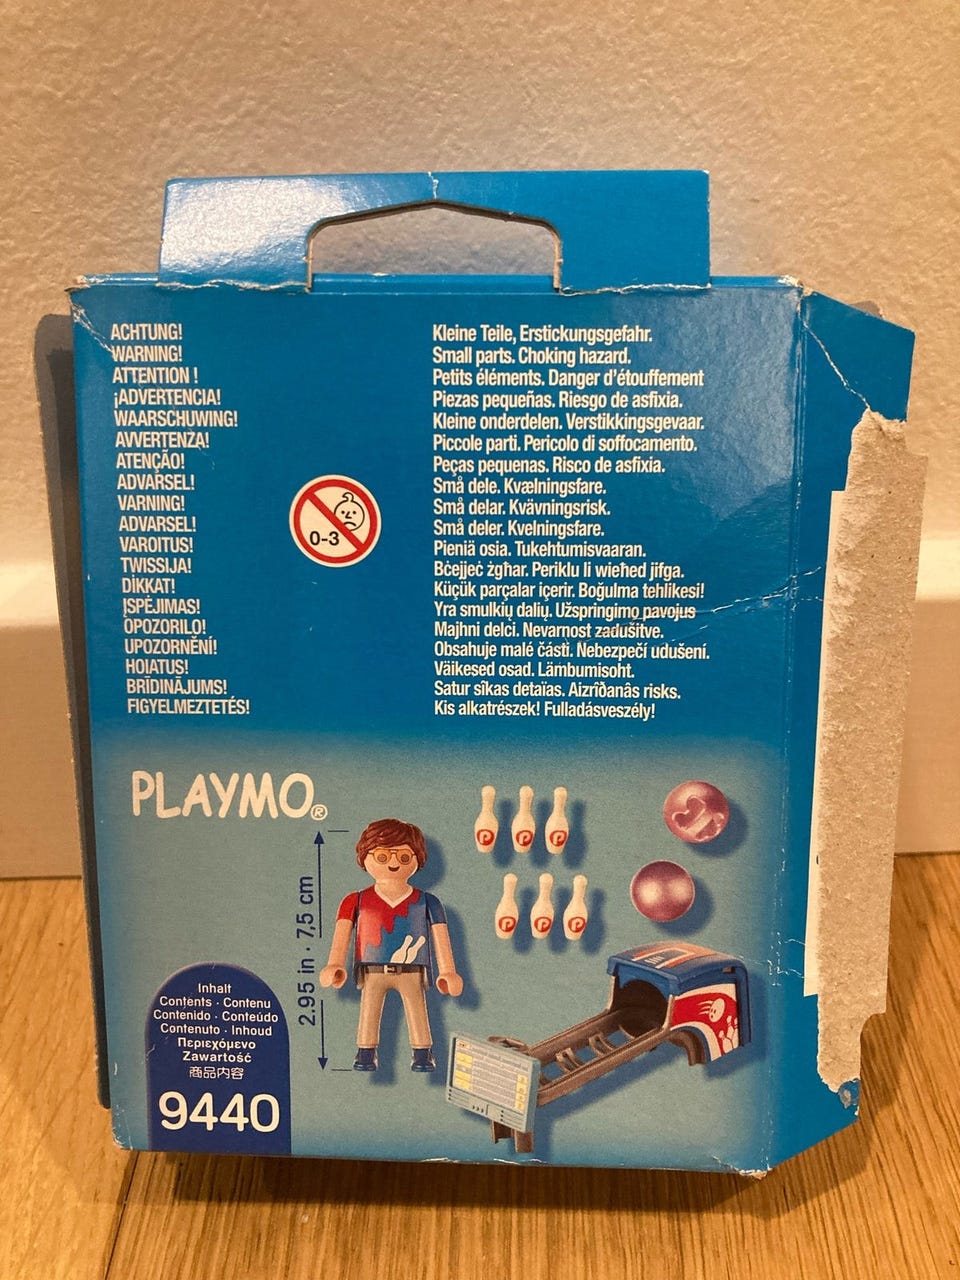 ACHTUNG! Kleine Teile, Erstickungsgefahr.
WARNING! Small parts. Choking hazard.
ATTENTION ! Petits éléments. Danger d'étouffement
¡ADVERTENCIA! Piezas pequeñas. Riesgo de asfixia.
WAARSCHUWING! Kleine onderdelen. Verstikkingsgevaar.
AVVERTENZA! Piccole parti. Pericolo di soffocamento.
ATENÇÃO! Peças pequenas. Risco de asfixia.
ADVARSEL! Små dele. Kvælningsfare.
VARNING! Små delar. Kvävningsrisk.
ADVARSEL! Små deler. Kvelningsfare.
VAROITUS! Pieniä osia. Tukehtumisvaaran.
TWISSIJA! Bċejjeċ żgħar. Periklu li wieħed jifga.
DİKKAT! Küçük parçalar içerir. Boğulma tehlikesi!
ĮSPĖJIMAS! Yra smulkių dalių. Užspringimo pavojus
OPOZORILO! Majhni delci. Nevarnost zadušitve.
UPOZORNĚNÍ! Obsahuje malé části. Nebezpečí udušení.
HOIATUS! Väikesed osad. Lämbumisoht.
BRĪDINĀJUMS! Satur sîkas detaïas. Aizrîðanâs risks.
FIGYELMEZTETÉS! Kis alkatrészek! Fulladásveszély!
0-3
PLAYMO®
2.95 in · 7,5 cm
Inhalt
Contents · Contenu
Contenido · Conteúdo
Contenuto · Inhoud
Περιεχόμενο
Zawartość
商品内容
9440